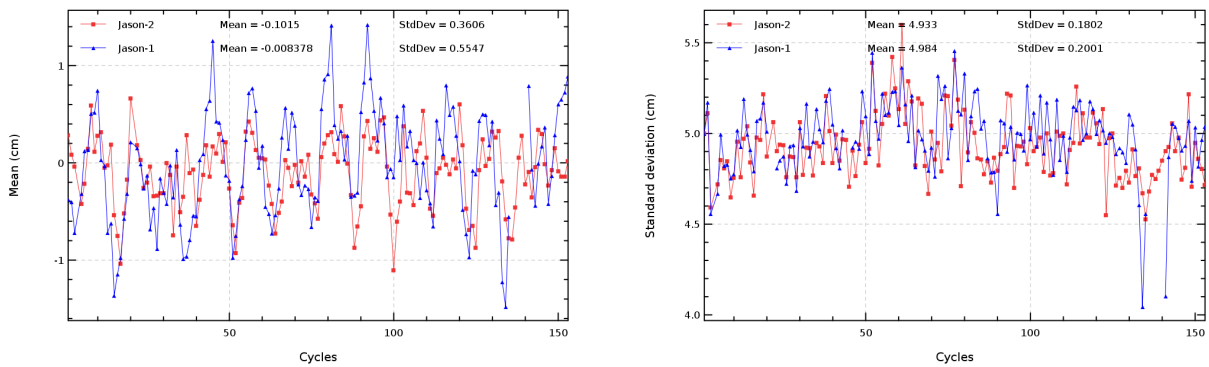 Jason-2 Mean = -0.1015 StdDev = 0.3606
Jason-1 Mean = -0.008378 StdDev = 0.5547
1
0
-1
Mean (cm)
50 100 150
Cycles
Jason-2 Mean = 4.933 StdDev = 0.1802
Jason-1 Mean = 4.984 StdDev = 0.2001
5.5
5.0
4.5
4.0
Standard deviation (cm)
50 100 150
Cycles